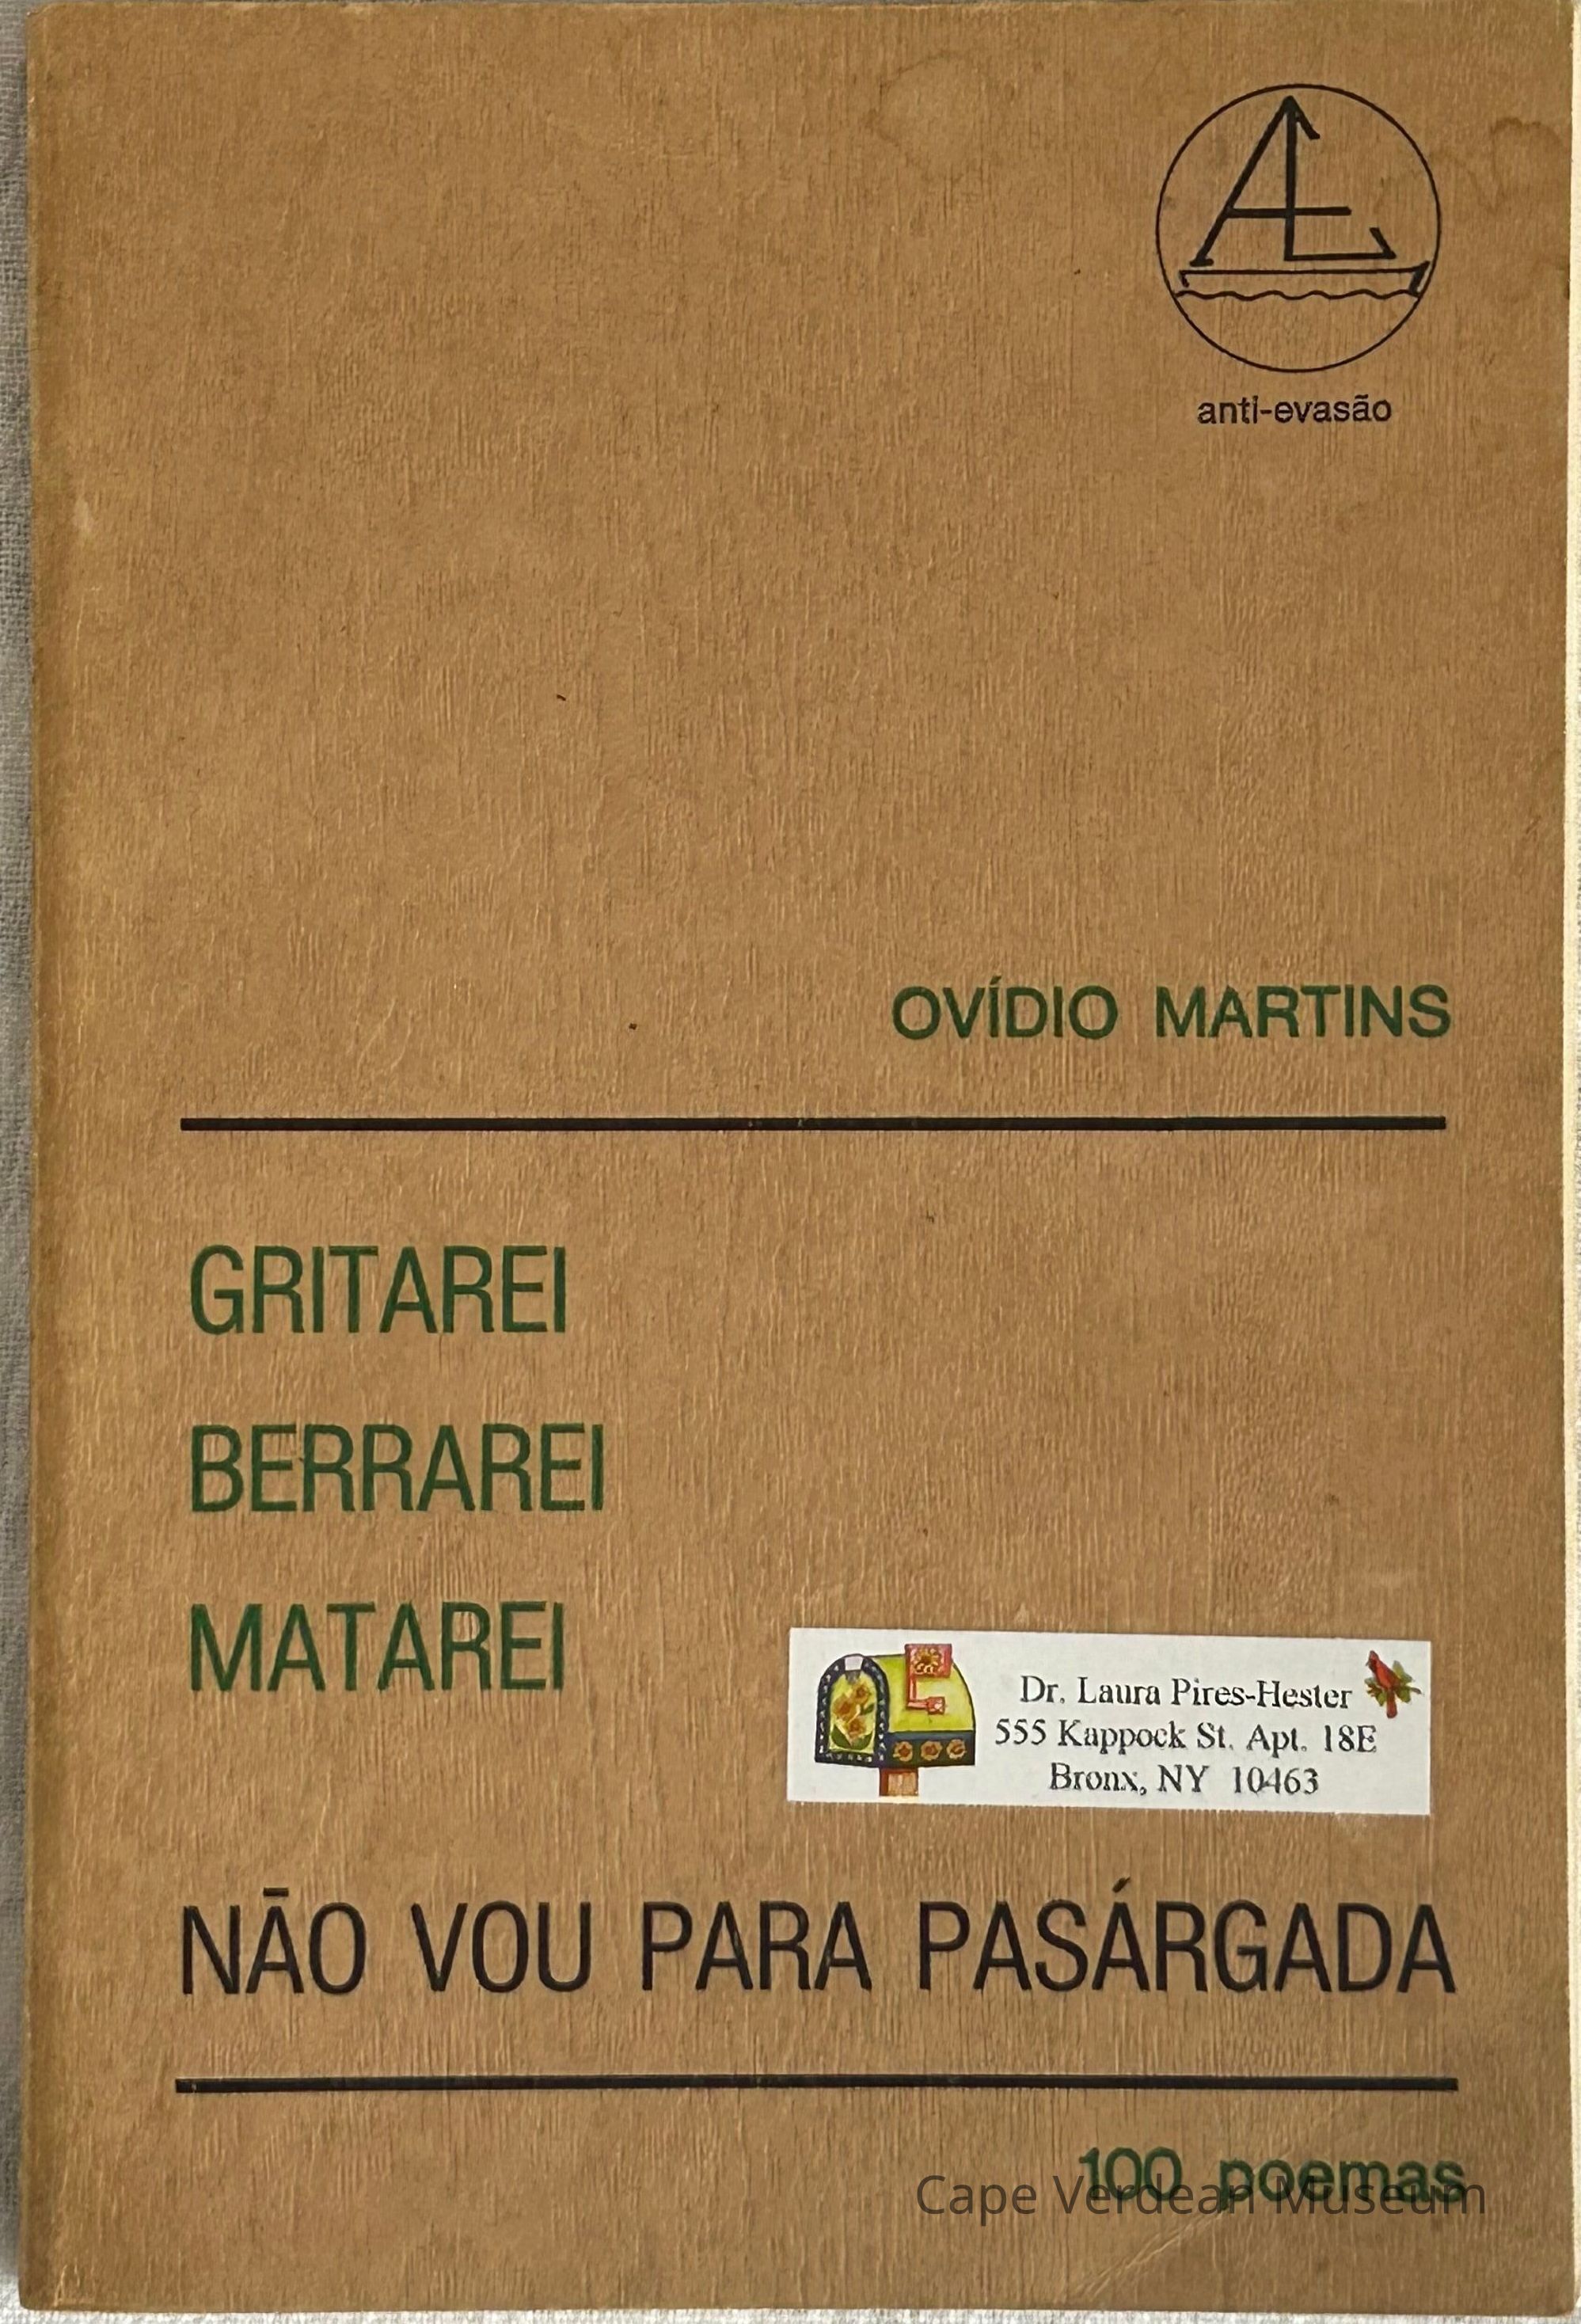 AE
anti-evasão
OVÍDIO MARTINS
GRITAREI
BERRAREI
MATAREI
Dr. Laura Pires-Hester
555 Kappock St. Apt. 18E
Bronx, NY 10463
NÃO VOU PARA PASÁRGADA
100 poemas
Cape Verdean Museum